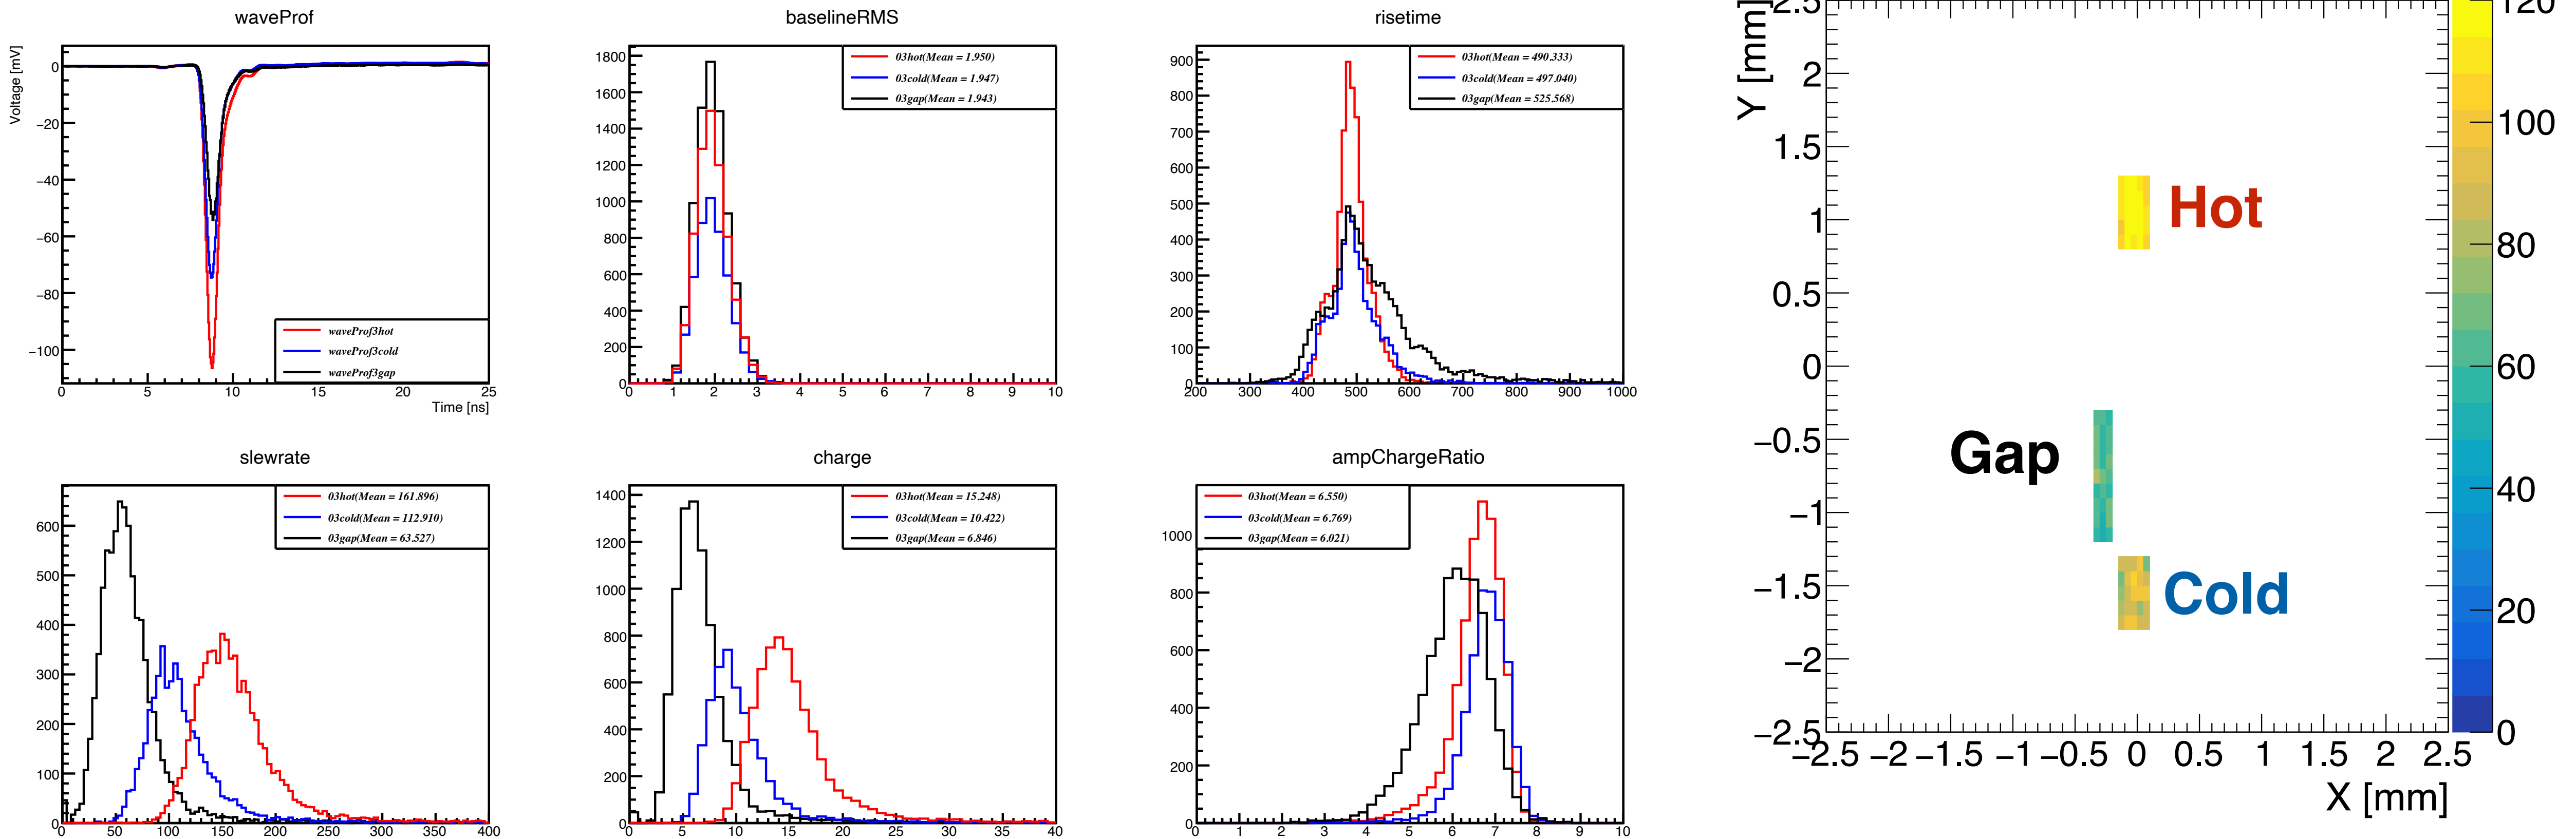 waveProf
Voltage [mV]
0
−20
−40
−60
−80
−100
waveProf3hot
waveProf3cold
waveProf3gap
0 5 10 15 20 25
Time [ns]
baselineRMS
1800
1600
1400
1200
1000
800
600
400
200
0
03hot(Mean = 1.950)
03cold(Mean = 1.947)
03gap(Mean = 1.943)
0 1 2 3 4 5 6 7 8 9 10
risetime
900
800
700
600
500
400
300
200
100
0
03hot(Mean = 490.333)
03cold(Mean = 497.040)
03gap(Mean = 525.568)
200 300 400 500 600 700 800 900 1000
slewrate
600
500
400
300
200
100
0
03hot(Mean = 161.896)
03cold(Mean = 112.910)
03gap(Mean = 63.527)
0 50 100 150 200 250 300 350 400
charge
1400
1200
1000
800
600
400
200
0
03hot(Mean = 15.248)
03cold(Mean = 10.422)
03gap(Mean = 6.846)
0 5 10 15 20 25 30 35 40
ampChargeRatio
1000
800
600
400
200
0
03hot(Mean = 6.550)
03cold(Mean = 6.769)
03gap(Mean = 6.021)
0 1 2 3 4 5 6 7 8 9 10
Y [mm]
2.5
2
1.5
1
0.5
0
−0.5
−1
−1.5
−2
−2.5
Hot
Gap
Cold
−2.5 −2 −1.5 −1 −0.5 0 0.5 1 1.5 2 2.5
X [mm]
120
100
80
60
40
20
0